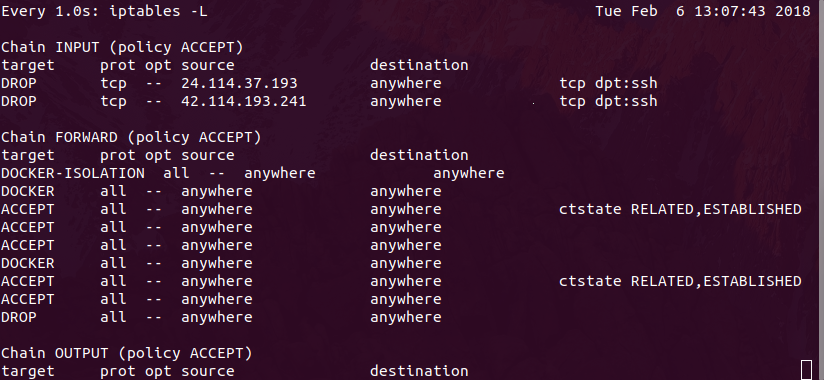 Every 1.0s: iptables -L                                            Tue Feb  6 13:07:43 2018
Chain INPUT (policy ACCEPT)
target     prot opt source               destination
DROP       tcp  --  24.114.37.193        anywhere             tcp dpt:ssh
DROP       tcp  --  42.114.193.241       anywhere             tcp dpt:ssh
Chain FORWARD (policy ACCEPT)
target     prot opt source               destination
DOCKER-ISOLATION  all  --  anywhere             anywhere
DOCKER     all  --  anywhere             anywhere
ACCEPT     all  --  anywhere             anywhere             ctstate RELATED,ESTABLISHED
ACCEPT     all  --  anywhere             anywhere
ACCEPT     all  --  anywhere             anywhere
DOCKER     all  --  anywhere             anywhere
ACCEPT     all  --  anywhere             anywhere             ctstate RELATED,ESTABLISHED
ACCEPT     all  --  anywhere             anywhere
DROP       all  --  anywhere             anywhere
Chain OUTPUT (policy ACCEPT)
target     prot opt source               destination